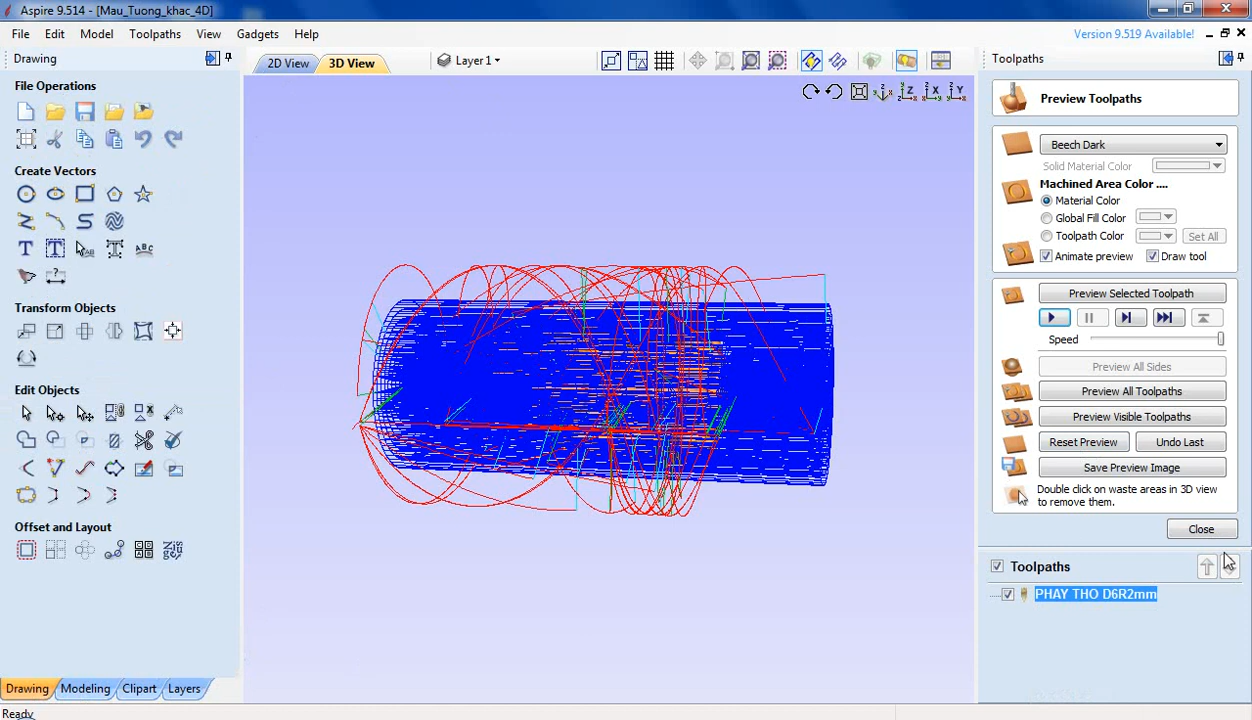 Aspire 9.514 - [Mau_Tuong_khac_4D]
File Edit Model Toolpaths View Gadgets Help
Version 9.519 Available!
Drawing
2D View
3D View
Layer 1
Toolpaths
File Operations
Create Vectors
Transform Objects
Edit Objects
Offset and Layout
Drawing
Modeling
Clipart
Layers
Ready
Preview Toolpaths
Beech Dark
Solid Material Color
Machined Area Color ....
Material Color
Global Fill Color
Toolpath Color
Set All
Animate preview
Draw tool
Preview Selected Toolpath
Speed
Preview All Sides
Preview All Toolpaths
Preview Visible Toolpaths
Reset Preview
Undo Last
Save Preview Image
Double click on waste areas in 3D view
to remove them.
Close
Toolpaths
PHAY THO D6R2mm